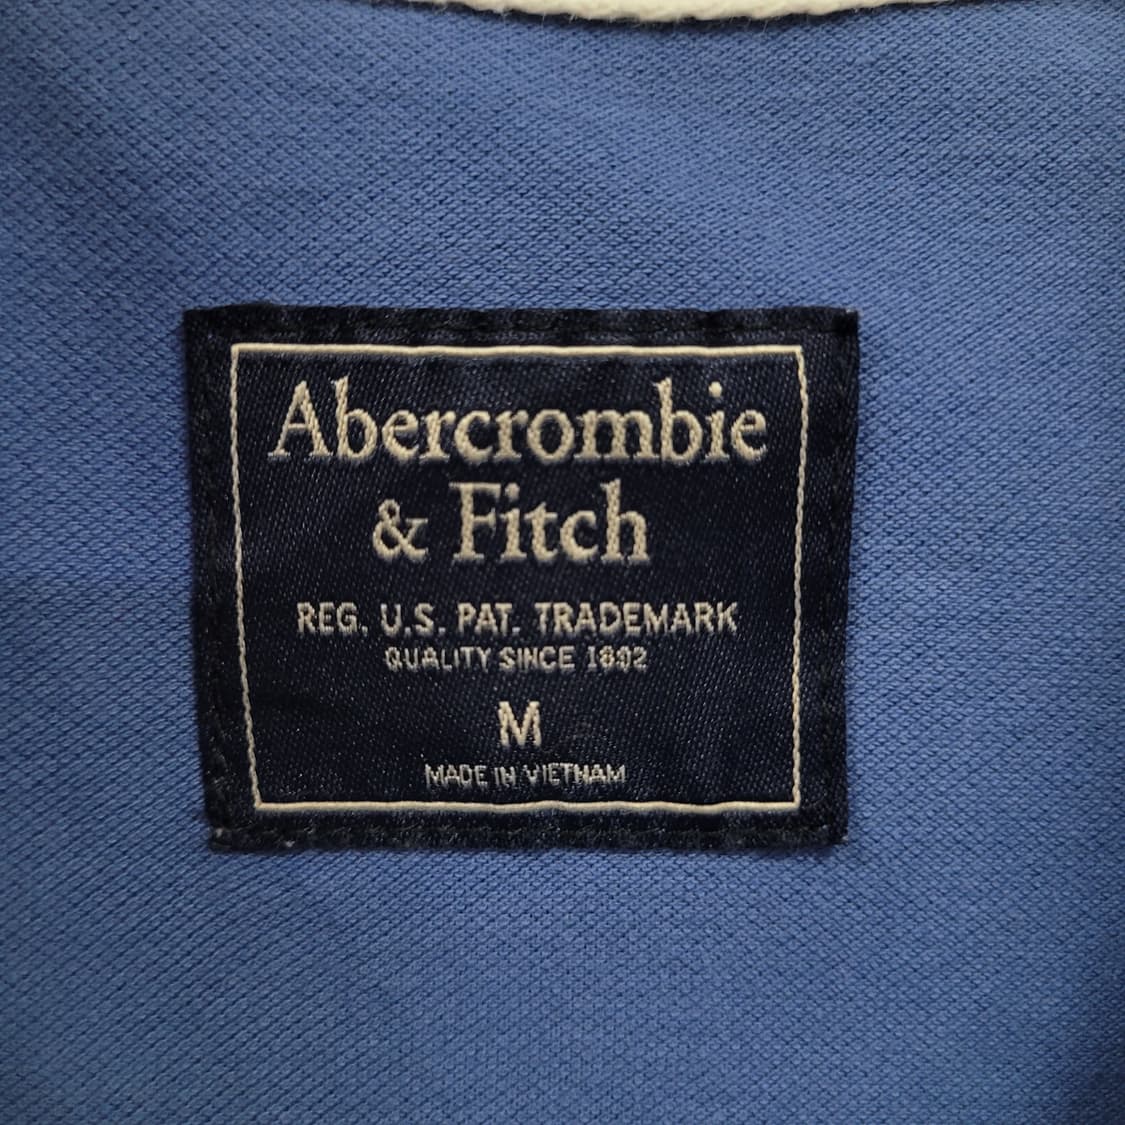 Abercrombie
& Fitch
REG. U.S. PAT. TRADEMARK
QUALITY SINCE 1892
M
MADE IN VIETNAM